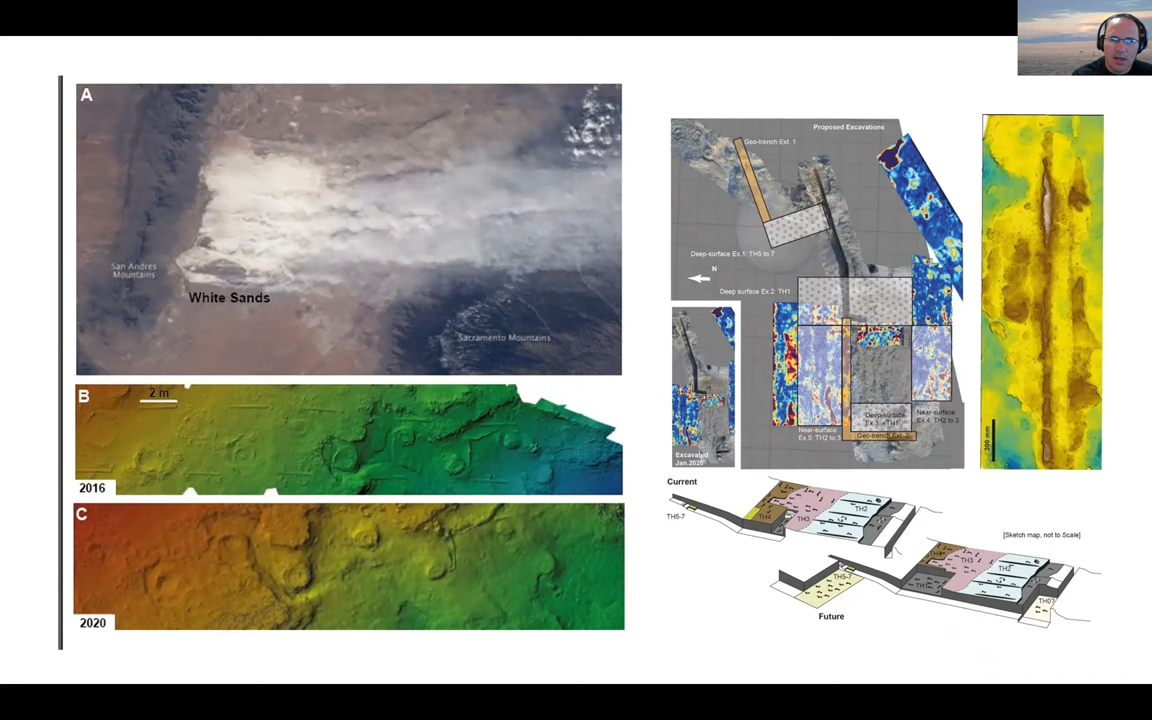 A
San Andres
Mountains
White Sands
Sacramento Mountains
B
2 m
2016
C
2020
Proposed Excavations
Geo-trench Ext. 1
Deep-surface Ex.1: TH5 to 7
N
Deep surface Ex.2: TH1
Deep-surface
Ex.3: +TH1
Near-surface
Ex.4: TH2 to 3
Near-surface
Ex.5: TH2 to 3
Geo-trench Ext. 2
Excavated
Jan.2020
300 mm
Current
TH5-7
TH4
TH3
TH2
[Sketch map, not to Scale]
TH3
TH2
TH1
TH5-7
TH0?
Future